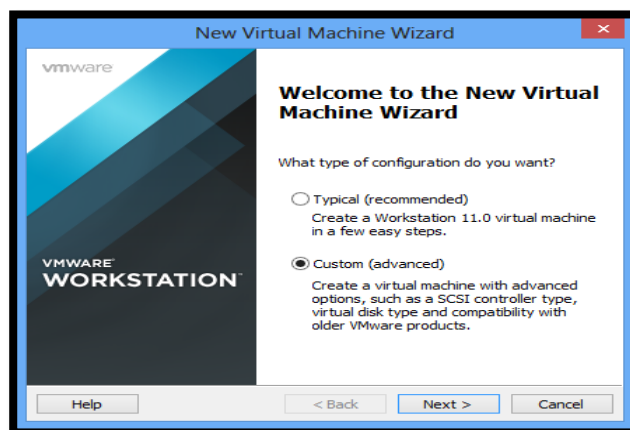 New Virtual Machine Wizard
vmware
Welcome to the New Virtual
Machine Wizard
What type of configuration do you want?
Typical (recommended)
Create a Workstation 11.0 virtual machine
in a few easy steps.
Custom (advanced)
Create a virtual machine with advanced
options, such as a SCSI controller type,
virtual disk type and compatibility with
older VMware products.
VMWARE
WORKSTATION™
Help
< Back
Next >
Cancel